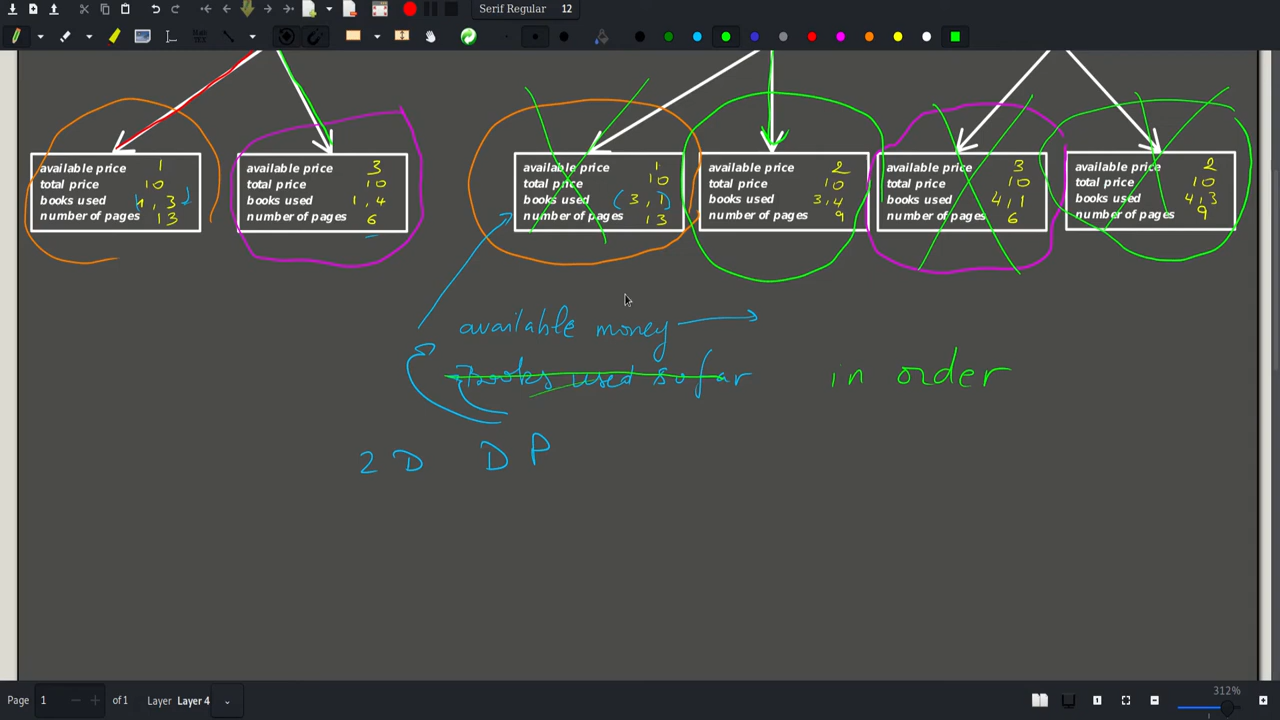 Serif Regular 12
available price 1
total price 10
books used 1, 3
number of pages 13
available price 3
total price 10
books used 1, 4
number of pages 6
available price 1
total price 10
books used (3, 1)
number of pages 13
available price 2
total price 10
books used 3, 4
number of pages 9
available price 3
total price 10
books used 4, 1
number of pages 6
available price 2
total price 10
books used 4, 3
number of pages 9
available money
Books used so far
in order
2D DP
Page 1 of 1 Layer Layer 4
312%